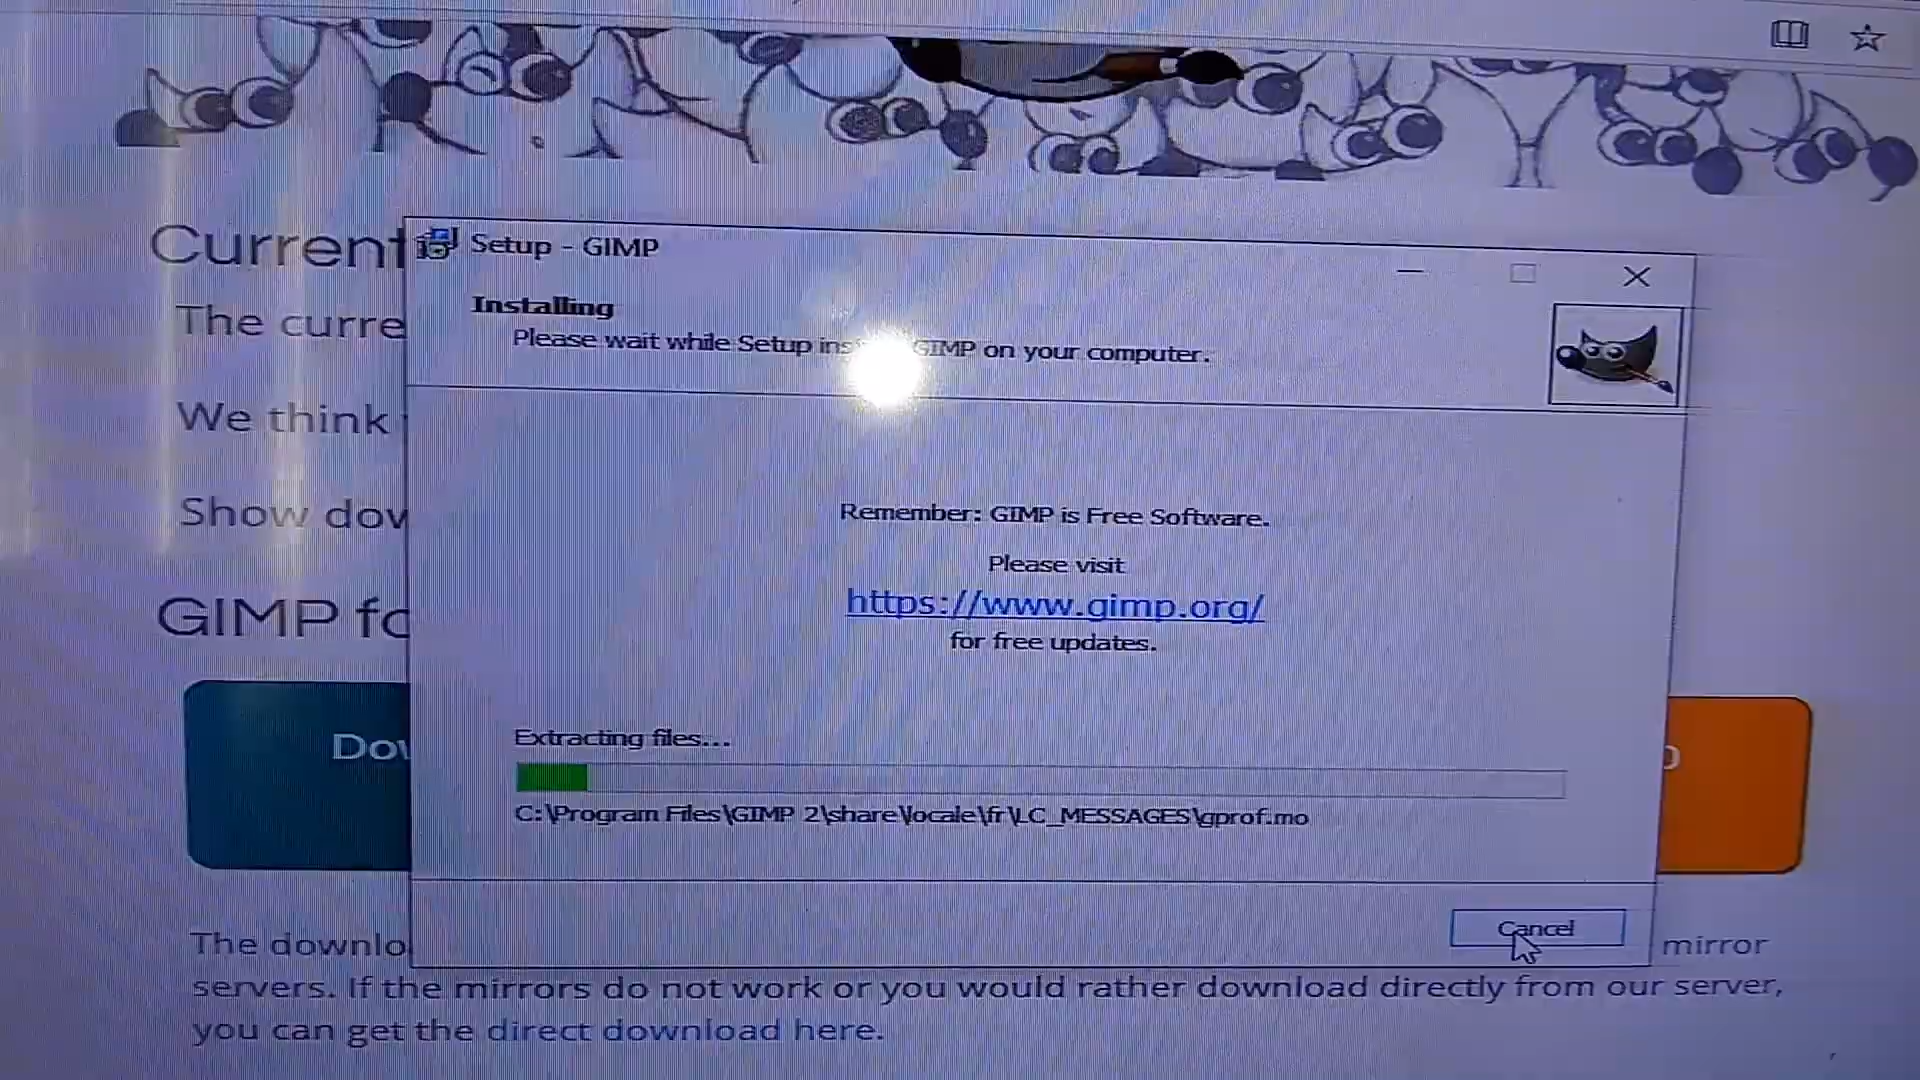 Current
Setup - GIMP
Installing
Please wait while Setup ins GIMP on your computer.
The curre
We think
Show dow
Remember: GIMP is Free Software.
Please visit
https://www.gimp.org/
for free updates.
GIMP fo
Dow
Extracting files...
C:\Program Files\GIMP 2\share\locale\fr\LC_MESSAGES\gprof.mo
Cancel
The downlo mirror
servers. If the mirrors do not work or you would rather download directly from our server,
you can get the direct download here.